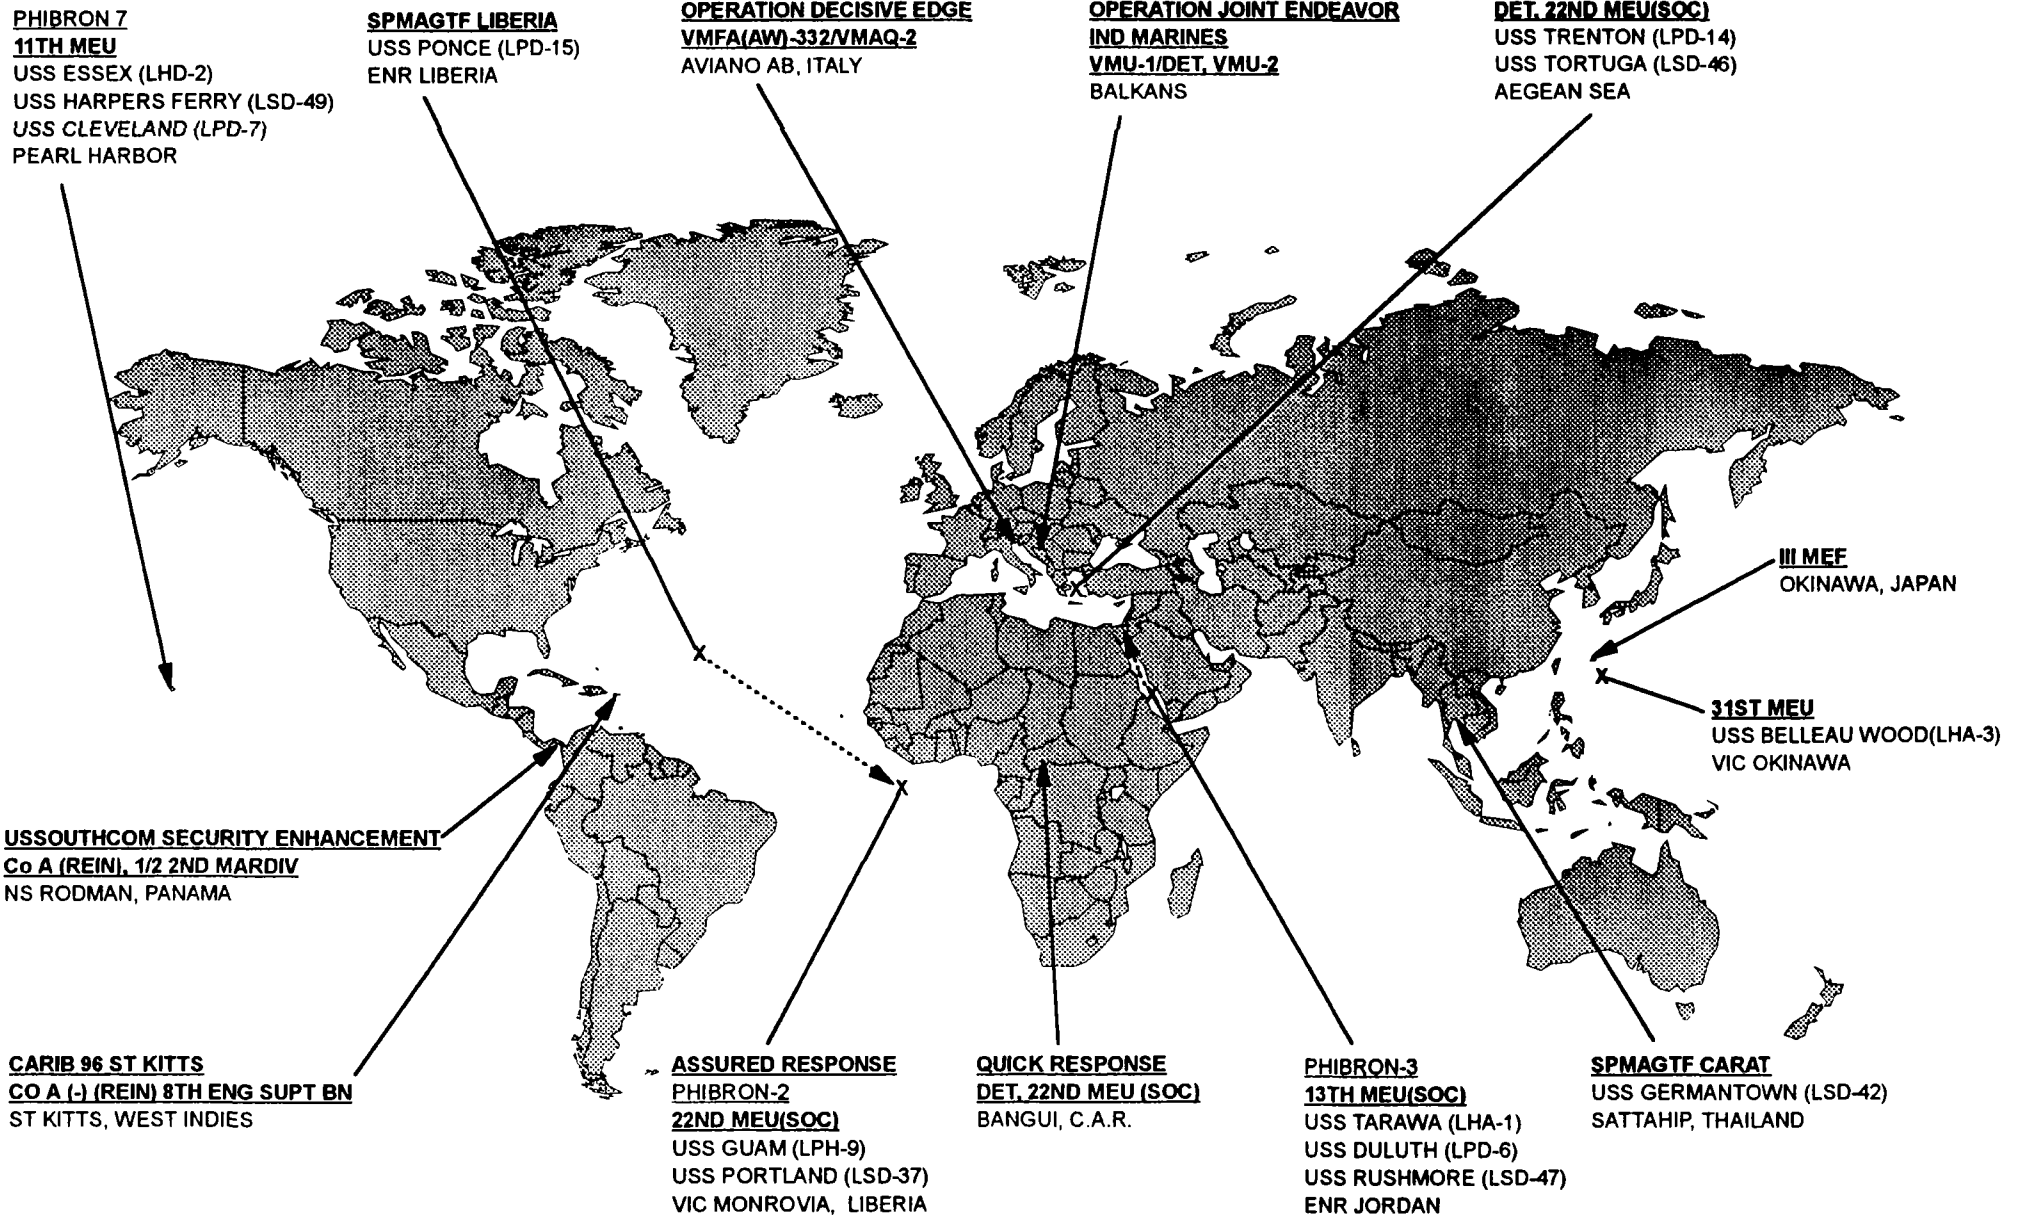 PHIBRON 7
11TH MEU
USS ESSEX (LHD-2)
USS HARPERS FERRY (LSD-49)
USS CLEVELAND (LPD-7)
PEARL HARBOR
SPMAGTF LIBERIA
USS PONCE (LPD-15)
ENR LIBERIA
OPERATION DECISIVE EDGE
VMFA(AW)-332/VMAQ-2
AVIANO AB, ITALY
OPERATION JOINT ENDEAVOR
IND MARINES
VMU-1/DET, VMU-2
BALKANS
DET, 22ND MEU(SOC)
USS TRENTON (LPD-14)
USS TORTUGA (LSD-46)
AEGEAN SEA
III MEF
OKINAWA, JAPAN
X
X
X
X
X
31ST MEU
USS BELLEAU WOOD(LHA-3)
VIC OKINAWA
USSOUTHCOM SECURITY ENHANCEMENT
Co A (REIN), 1/2 2ND MARDIV
NS RODMAN, PANAMA
CARIB 96 ST KITTS
CO A (-) (REIN) 8TH ENG SUPT BN
ST KITTS, WEST INDIES
ASSURED RESPONSE
PHIBRON-2
22ND MEU(SOC)
USS GUAM (LPH-9)
USS PORTLAND (LSD-37)
VIC MONROVIA, LIBERIA
QUICK RESPONSE
DET, 22ND MEU (SOC)
BANGUI, C.A.R.
PHIBRON-3
13TH MEU(SOC)
USS TARAWA (LHA-1)
USS DULUTH (LPD-6)
USS RUSHMORE (LSD-47)
ENR JORDAN
SPMAGTF CARAT
USS GERMANTOWN (LSD-42)
SATTAHIP, THAILAND